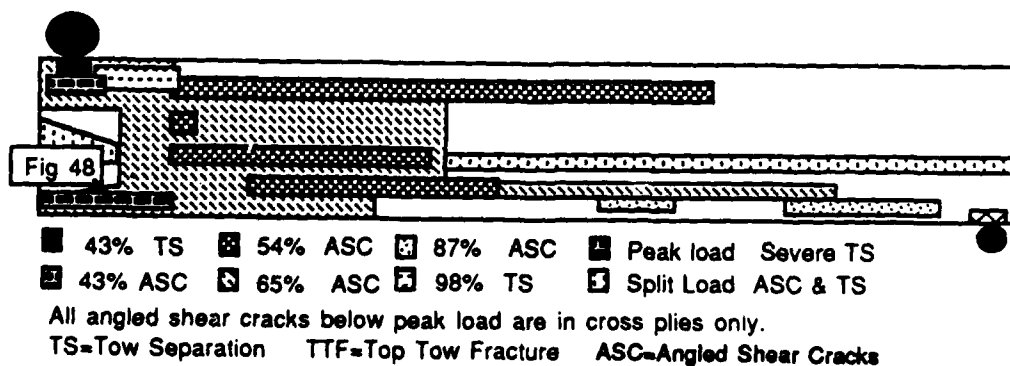 Fig 48
43% TS 54% ASC 87% ASC Peak load Severe TS
43% ASC 65% ASC 98% TS Split Load ASC & TS
All angled shear cracks below peak load are in cross plies only.
TS=Tow Separation TTF=Top Tow Fracture ASC=Angled Shear Cracks